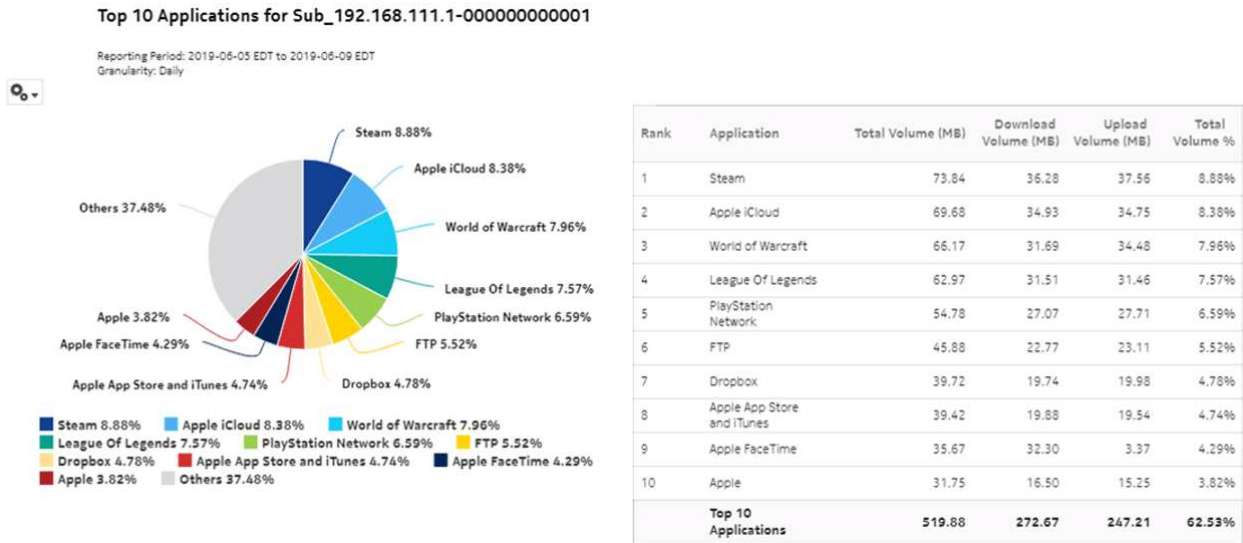 Top 10 Applications for Sub_192.168.111.1-000000000001
Reporting Period: 2019-06-05 EDT to 2019-06-09 EDT
Granularity: Daily
Steam 8.88%
Apple iCloud 8.38%
World of Warcraft 7.96%
League Of Legends 7.57%
PlayStation Network 6.59%
FTP 5.52%
Dropbox 4.78%
Apple App Store and iTunes 4.74%
Apple FaceTime 4.29%
Apple 3.82%
Others 37.48%
Steam 8.88% Apple iCloud 8.38% World of Warcraft 7.96%
League Of Legends 7.57% PlayStation Network 6.59% FTP 5.52%
Dropbox 4.78% Apple App Store and iTunes 4.74% Apple FaceTime 4.29%
Apple 3.82% Others 37.48%
Rank Application Total Volume (MB) Download Volume (MB) Upload Volume (MB) Total Volume %
1 Steam 73.84 36.28 37.56 8.88%
2 Apple iCloud 69.68 34.93 34.75 8.38%
3 World of Warcraft 66.17 31.69 34.48 7.96%
4 League Of Legends 62.97 31.51 31.46 7.57%
5 PlayStation Network 54.78 27.07 27.71 6.59%
6 FTP 45.88 22.77 23.11 5.52%
7 Dropbox 39.72 19.74 19.98 4.78%
8 Apple App Store and iTunes 39.42 19.88 19.54 4.74%
9 Apple FaceTime 35.67 32.30 3.37 4.29%
10 Apple 31.75 16.50 15.25 3.82%
Top 10 Applications 519.88 272.67 247.21 62.53%